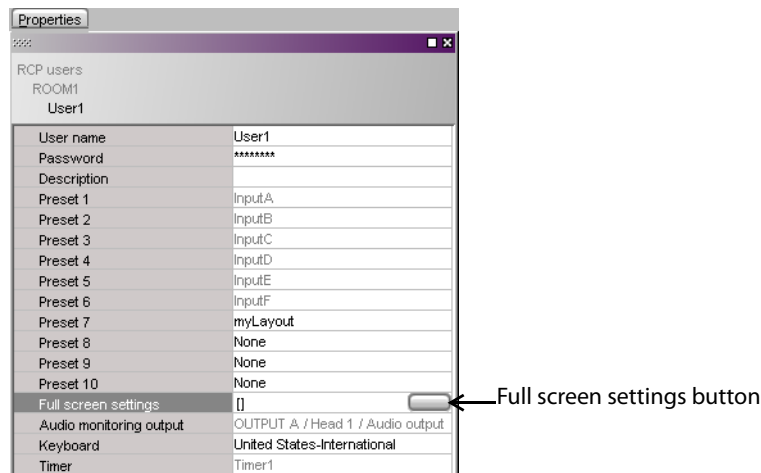 Properties
RCP users
ROOM1
User1
User name User1
Password ********
Description
Preset 1 InputA
Preset 2 InputB
Preset 3 InputC
Preset 4 InputD
Preset 5 InputE
Preset 6 InputF
Preset 7 myLayout
Preset 8 None
Preset 9 None
Preset 10 None
Full screen settings []
Full screen settings button
Audio monitoring output OUTPUT A / Head 1 / Audio output
Keyboard United States-International
Timer Timer1